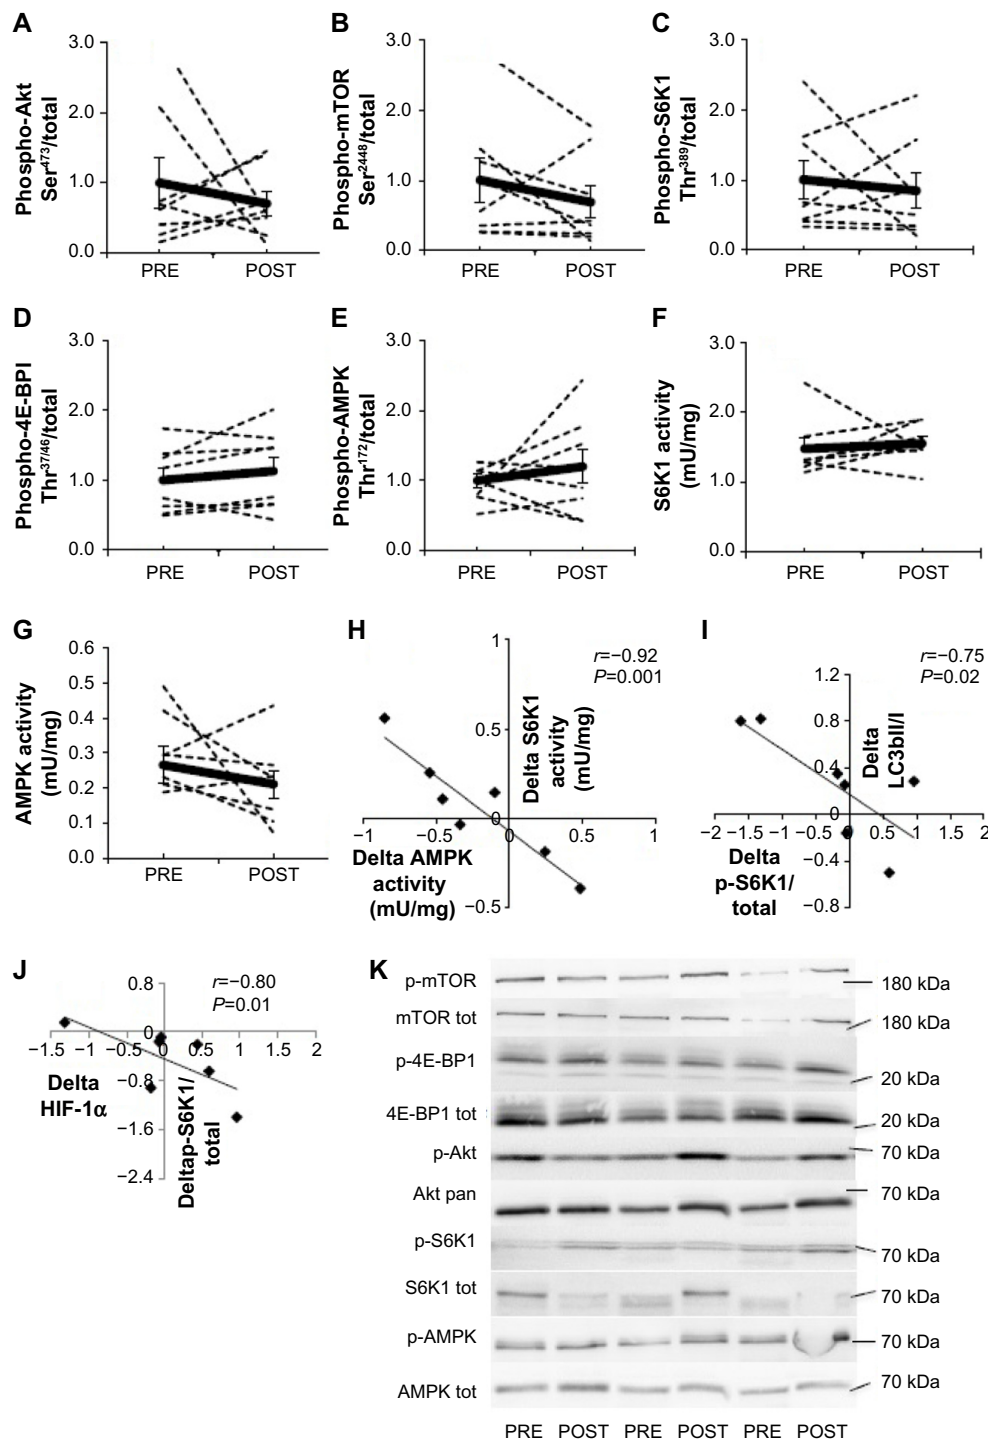 A
Phospho-Akt
Ser473/total
3.0
2.0
1.0
0.0
PRE
POST
B
Phospho-mTOR
Ser2448/total
3.0
2.0
1.0
0.0
PRE
POST
C
Phospho-S6K1
Thr389/total
3.0
2.0
1.0
0.0
PRE
POST
D
Phospho-4E-BPI
Thr37/46/total
3.0
2.0
1.0
0.0
PRE
POST
E
Phospho-AMPK
Thr172/total
3.0
2.0
1.0
0.0
PRE
POST
F
S6K1 activity
(mU/mg)
3.0
2.0
1.0
0.0
PRE
POST
G
AMPK activity
(mU/mg)
0.6
0.5
0.4
0.3
0.2
0.1
0.0
PRE
POST
H
r=−0.92
P=0.001
1
0.5
0
−0.5
−1
−0.5
0
0.5
1
Delta S6K1
activity
(mU/mg)
Delta AMPK
activity
(mU/mg)
I
r=−0.75
P=0.02
1.2
0.8
0.4
0
−0.4
−0.8
−2
−1.5
−1
−0.5
0
0.5
1
1.5
2
Delta
LC3bII/I
Delta
p-S6K1/
total
J
r=−0.80
P=0.01
0.8
0
−0.8
−1.6
−2.4
−1.5
−1
−0.5
0
0.5
1
1.5
2
Delta
HIF-1α
Deltap-S6K1/
total
K
p-mTOR
180 kDa
mTOR tot
180 kDa
p-4E-BP1
20 kDa
4E-BP1 tot
20 kDa
p-Akt
70 kDa
Akt pan
70 kDa
p-S6K1
70 kDa
S6K1 tot
70 kDa
p-AMPK
70 kDa
AMPK tot
70 kDa
PRE POST PRE POST PRE POST